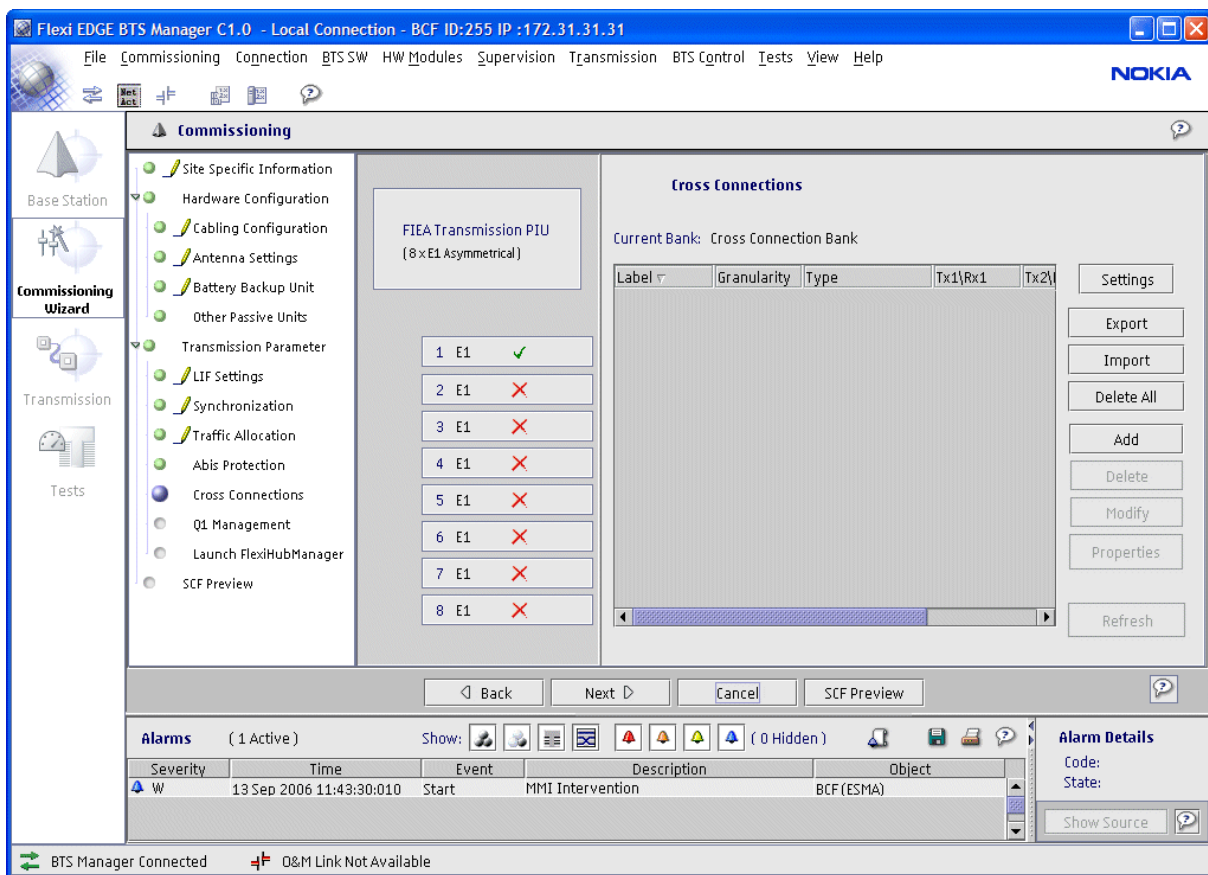 Flexi EDGE BTS Manager C1.0 - Local Connection - BCF ID:255 IP :172.31.31.31
File Commissioning Connection BTS SW HW Modules Supervision Transmission BTS Control Tests View Help
NOKIA
Net Act
Commissioning
Base Station
Commissioning Wizard
Transmission
Tests
Site Specific Information
Hardware Configuration
Cabling Configuration
Antenna Settings
Battery Backup Unit
Other Passive Units
Transmission Parameter
LIF Settings
Synchronization
Traffic Allocation
Abis Protection
Cross Connections
Q1 Management
Launch FlexiHubManager
SCF Preview
FIEA Transmission PIU
(8 x E1 Asymmetrical)
1 E1
2 E1
3 E1
4 E1
5 E1
6 E1
7 E1
8 E1
Cross Connections
Current Bank: Cross Connection Bank
Label Granularity Type Tx1\Rx1 Tx2\
Settings
Export
Import
Delete All
Add
Delete
Modify
Properties
Refresh
Back Next Cancel SCF Preview
Alarms (1 Active) Show: (0 Hidden)
Severity Time Event Description Object
W 13 Sep 2006 11:43:30:010 Start MMI Intervention BCF (ESMA)
Alarm Details
Code:
State:
Show Source
BTS Manager Connected O&M Link Not Available